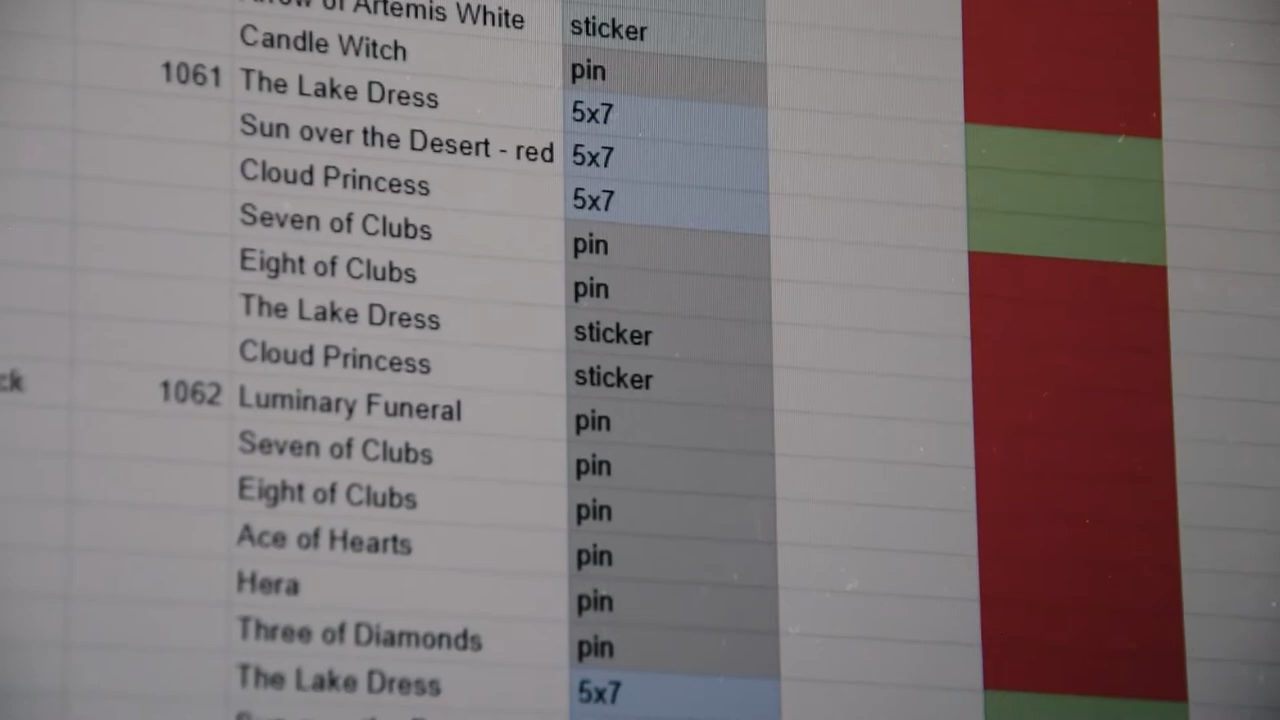 of Artemis White sticker
Candle Witch pin
1061 The Lake Dress 5x7
Sun over the Desert - red 5x7
Cloud Princess 5x7
Seven of Clubs pin
Eight of Clubs pin
The Lake Dress sticker
Cloud Princess sticker
1062 Luminary Funeral pin
Seven of Clubs pin
Eight of Clubs pin
Ace of Hearts pin
Hera pin
Three of Diamonds pin
The Lake Dress 5x7